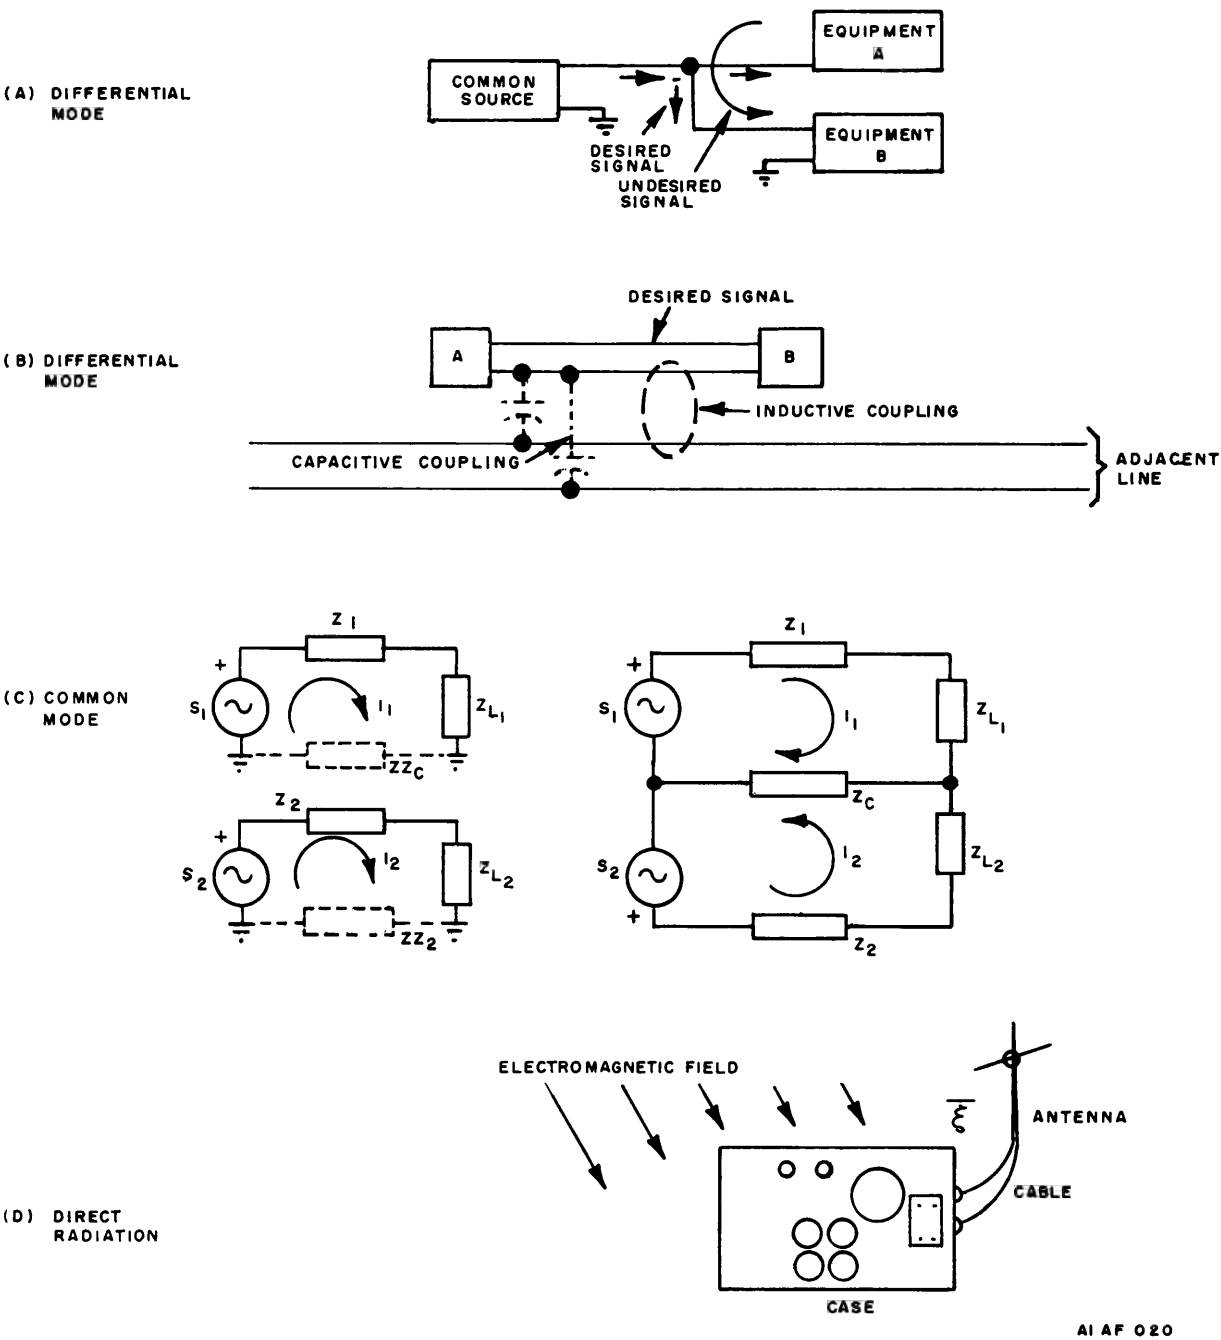 (A) DIFFERENTIAL
MODE
COMMON
SOURCE
EQUIPMENT
A
EQUIPMENT
B
DESIRED
SIGNAL
UNDESIRED
SIGNAL
(B) DIFFERENTIAL
MODE
DESIRED SIGNAL
A
B
INDUCTIVE COUPLING
CAPACITIVE COUPLING
ADJACENT
LINE
(C) COMMON
MODE
Z1
+
S1
I1
ZL1
ZZC
Z2
+
S2
I2
ZL2
ZZ2
Z1
+
S1
I1
ZL1
ZC
S2
I2
ZL2
+
Z2
(D) DIRECT
RADIATION
ELECTROMAGNETIC FIELD
ξ
ANTENNA
CABLE
CASE
AIAF 020